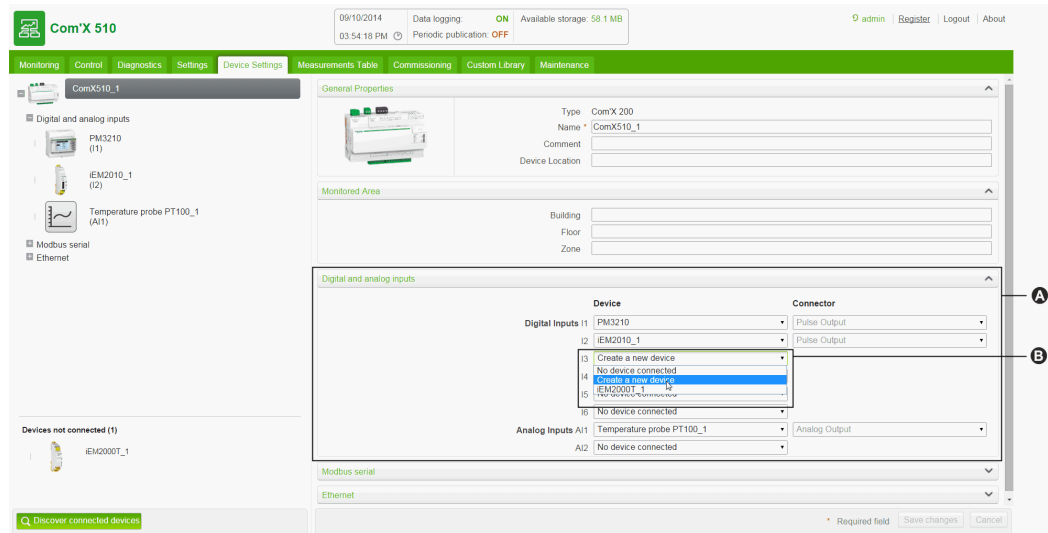 Com'X 510
09/10/2014
03:54:18 PM
Data logging: ON
Periodic publication: OFF
Available storage: 58.1 MB
admin | Register | Logout | About
Monitoring Control Diagnostics Settings Device Settings Measurements Table Commissioning Custom Library Maintenance
ComX510_1
Digital and analog inputs
PM3210
(I1)
iEM2010_1
(I2)
Temperature probe PT100_1
(AI1)
Modbus serial
Ethernet
Devices not connected (1)
iEM2000T_1
Discover connected devices
General Properties
Type Com'X 200
Name * ComX510_1
Comment
Device Location
Monitored Area
Building
Floor
Zone
Digital and analog inputs
Device Connector
Digital Inputs I1 PM3210 Pulse Output
I2 iEM2010_1 Pulse Output
I3 Create a new device
No device connected
I4 Create a new device
iEM2000T_1
I5 No device connected
I6 No device connected
Analog Inputs AI1 Temperature probe PT100_1 Analog Output
AI2 No device connected
Modbus serial
Ethernet
* Required field Save changes Cancel
A
B